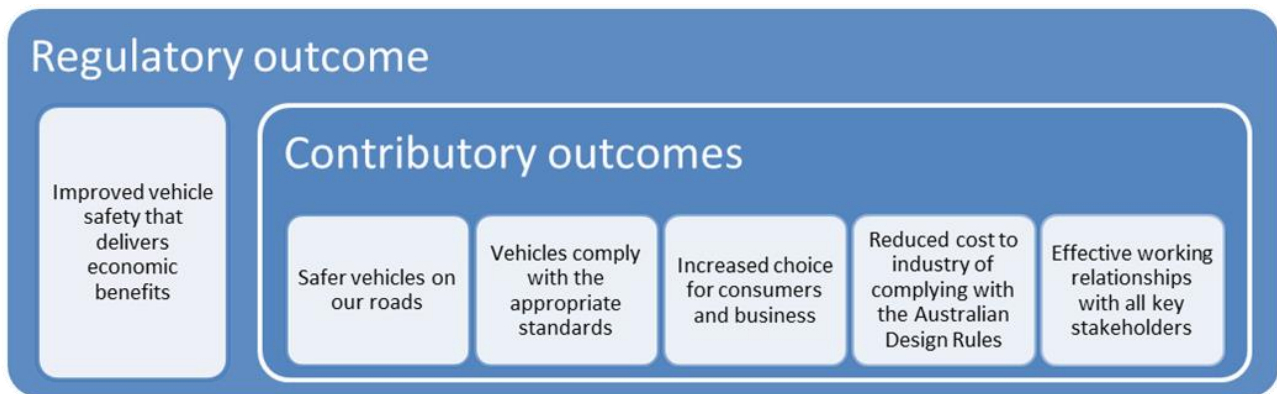 Regulatory outcome
Improved vehicle
safety that
delivers
economic
benefits
Contributory outcomes
Safer vehicles on
our roads
Vehicles comply
with the
appropriate
standards
Increased choice
for consumers
and business
Reduced cost to
industry of
complying with
the Australian
Design Rules
Effective working
relationships
with all key
stakeholders